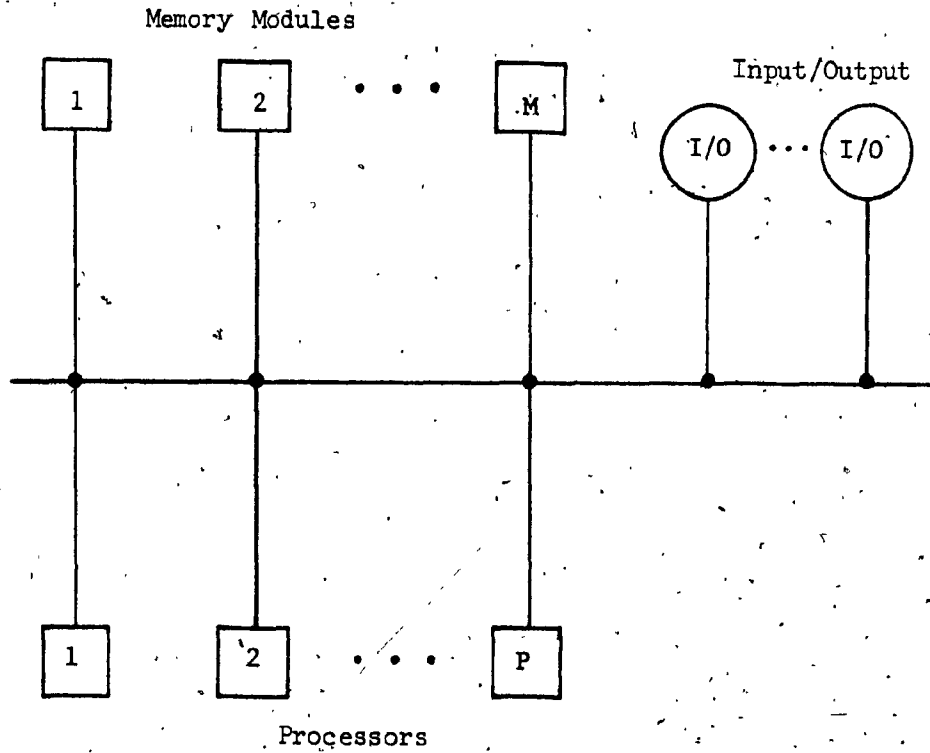 Memory Modules
1 2 • • • M
Input/Output
I/O ••• I/O
1 2 • • • P
Processors